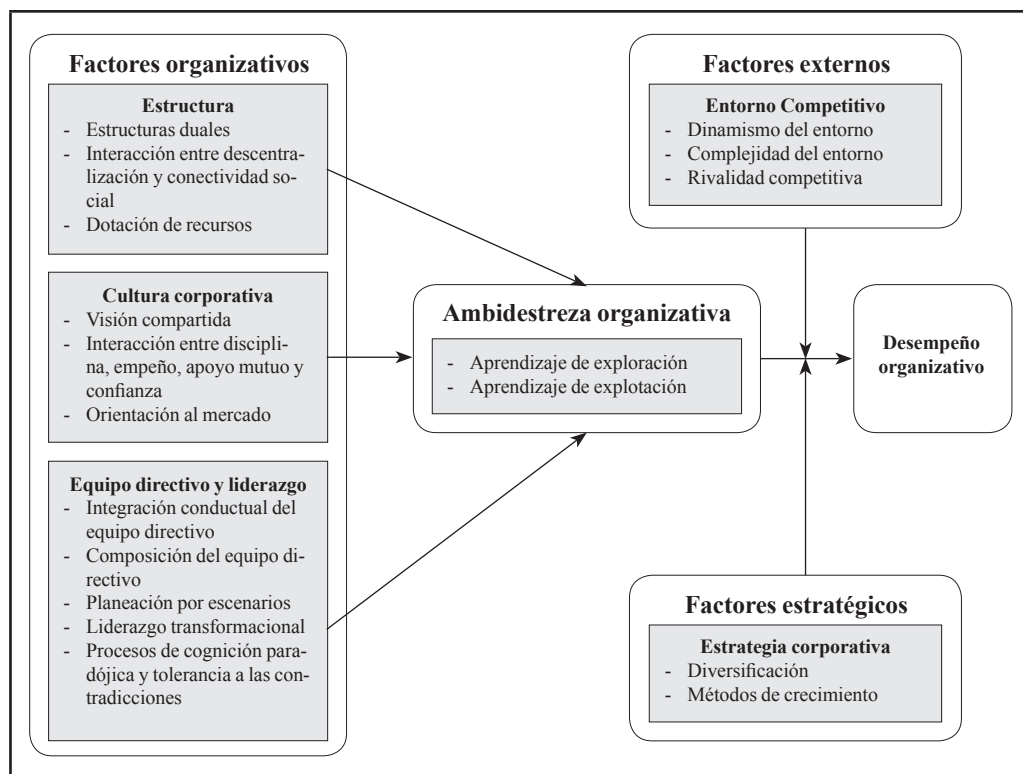 Factores organizativos
Estructura
- Estructuras duales
- Interacción entre descentra-
lización y conectividad so-
cial
- Dotación de recursos
Cultura corporativa
- Visión compartida
- Interacción entre discipli-
na, empeño, apoyo mutuo y
confianza
- Orientación al mercado
Equipo directivo y liderazgo
- Integración conductual del
equipo directivo
- Composición del equipo di-
rectivo
- Planeación por escenarios
- Liderazgo transformacional
- Procesos de cognición para-
dójica y tolerancia a las con-
tradicciones
Ambidestreza organizativa
- Aprendizaje de exploración
- Aprendizaje de explotación
Factores externos
Entorno Competitivo
- Dinamismo del entorno
- Complejidad del entorno
- Rivalidad competitiva
Desempeño
organizativo
Factores estratégicos
Estrategia corporativa
- Diversificación
- Métodos de crecimiento